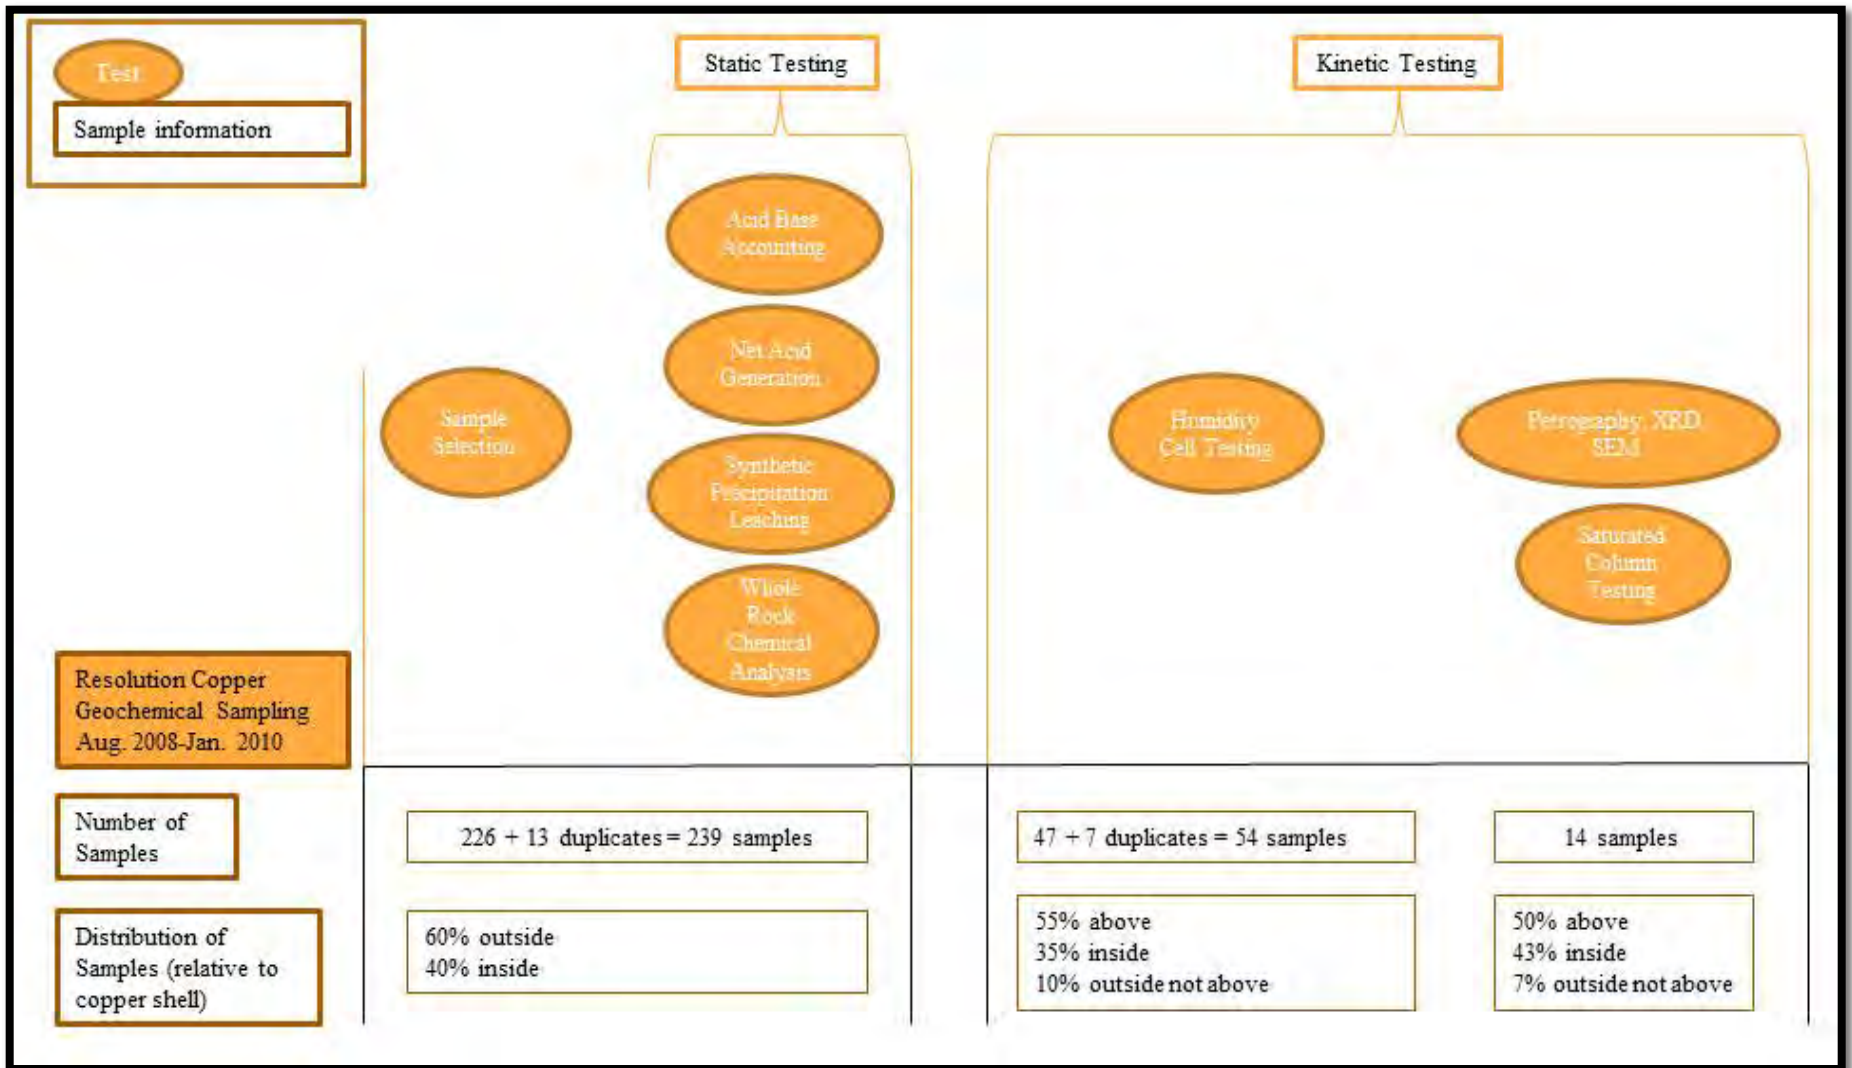 Test
Sample information
Static Testing
Kinetic Testing
Acid Base
Accounting
Net Acid
Generation
Sample
Selection
Synthetic
Precipitation
Leaching
Whole
Rock
Chemical
Analysis
Humidity
Cell Testing
Petrography, XRD
SEM
Saturated
Column
Testing
Resolution Copper
Geochemical Sampling
Aug. 2008-Jan. 2010
Number of
Samples
226 + 13 duplicates = 239 samples
47 + 7 duplicates = 54 samples
14 samples
Distribution of
Samples (relative to
copper shell)
60% outside
40% inside
55% above
35% inside
10% outside not above
50% above
43% inside
7% outside not above